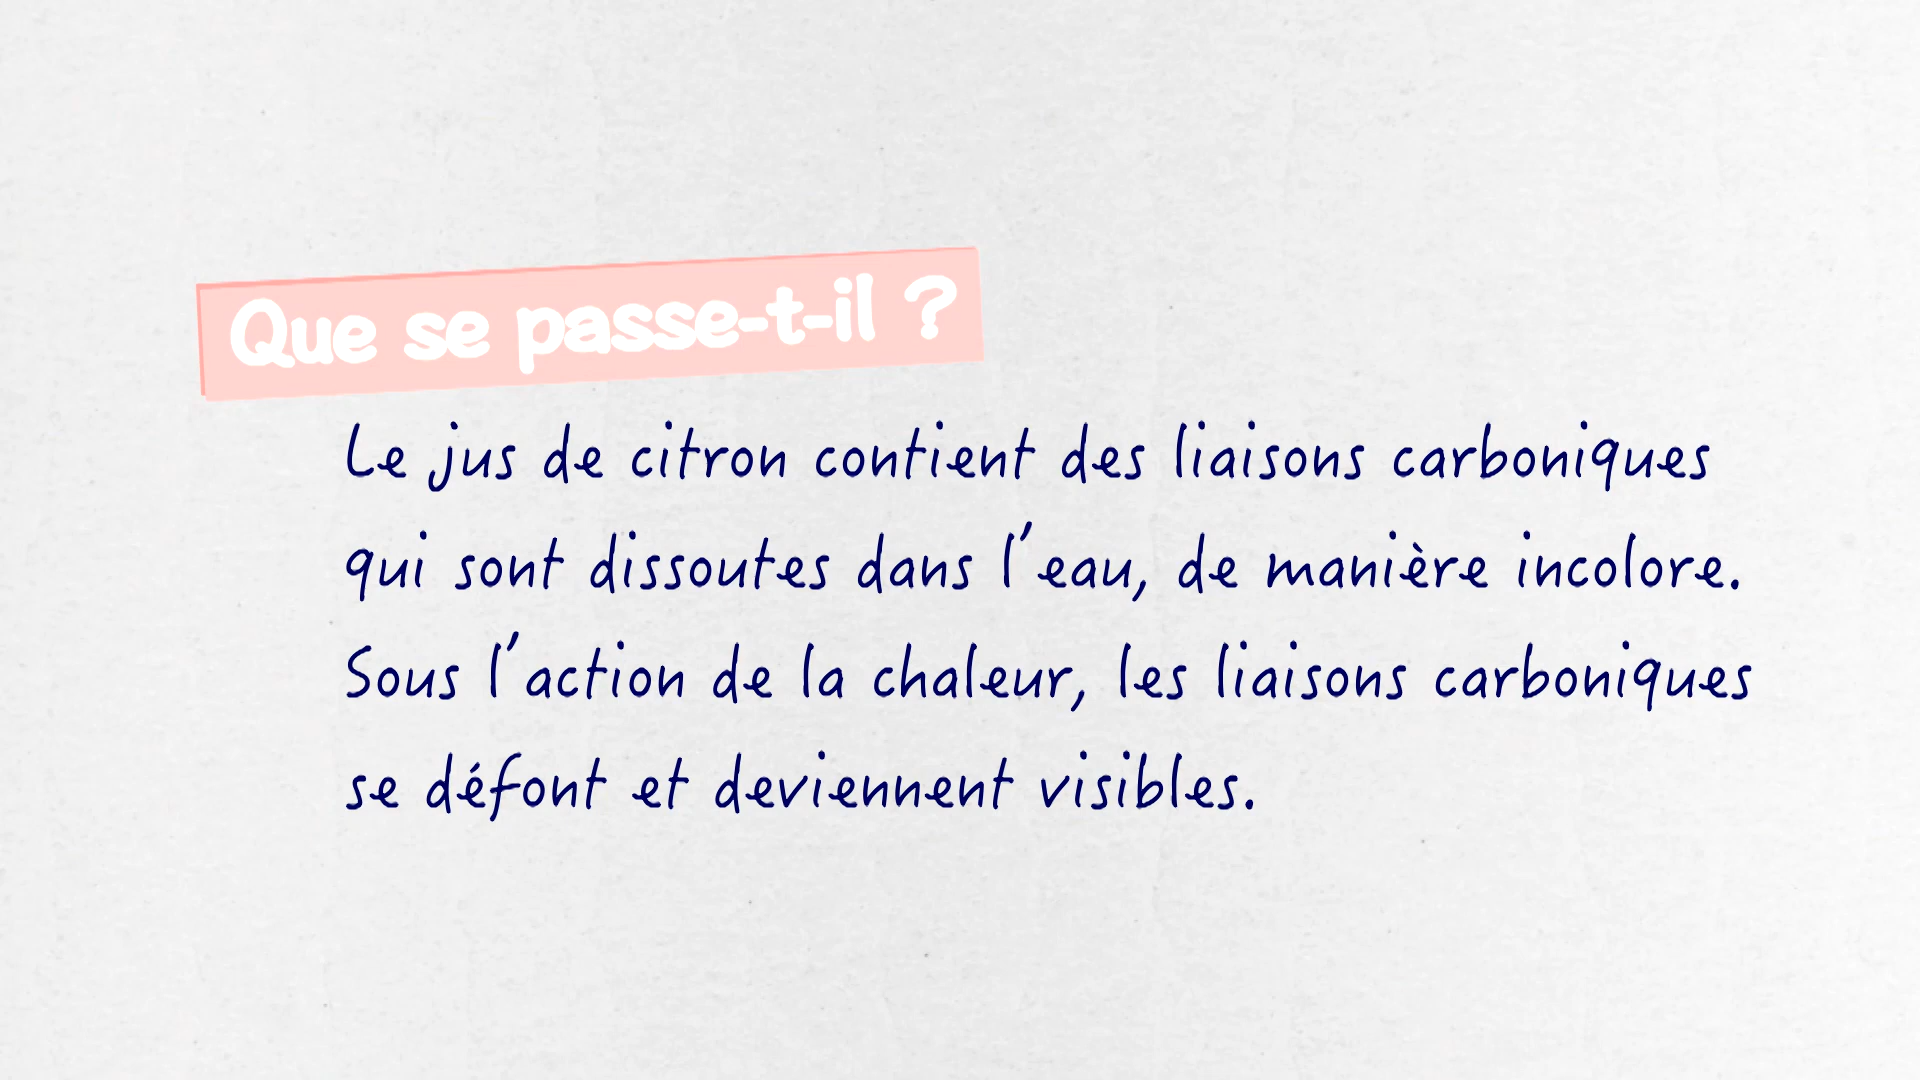 Que se passe-t-il ?
Le jus de citron contient des liaisons carboniques
qui sont dissoutes dans l'eau, de manière incolore.
Sous l'action de la chaleur, les liaisons carboniques
se défont et deviennent visibles.